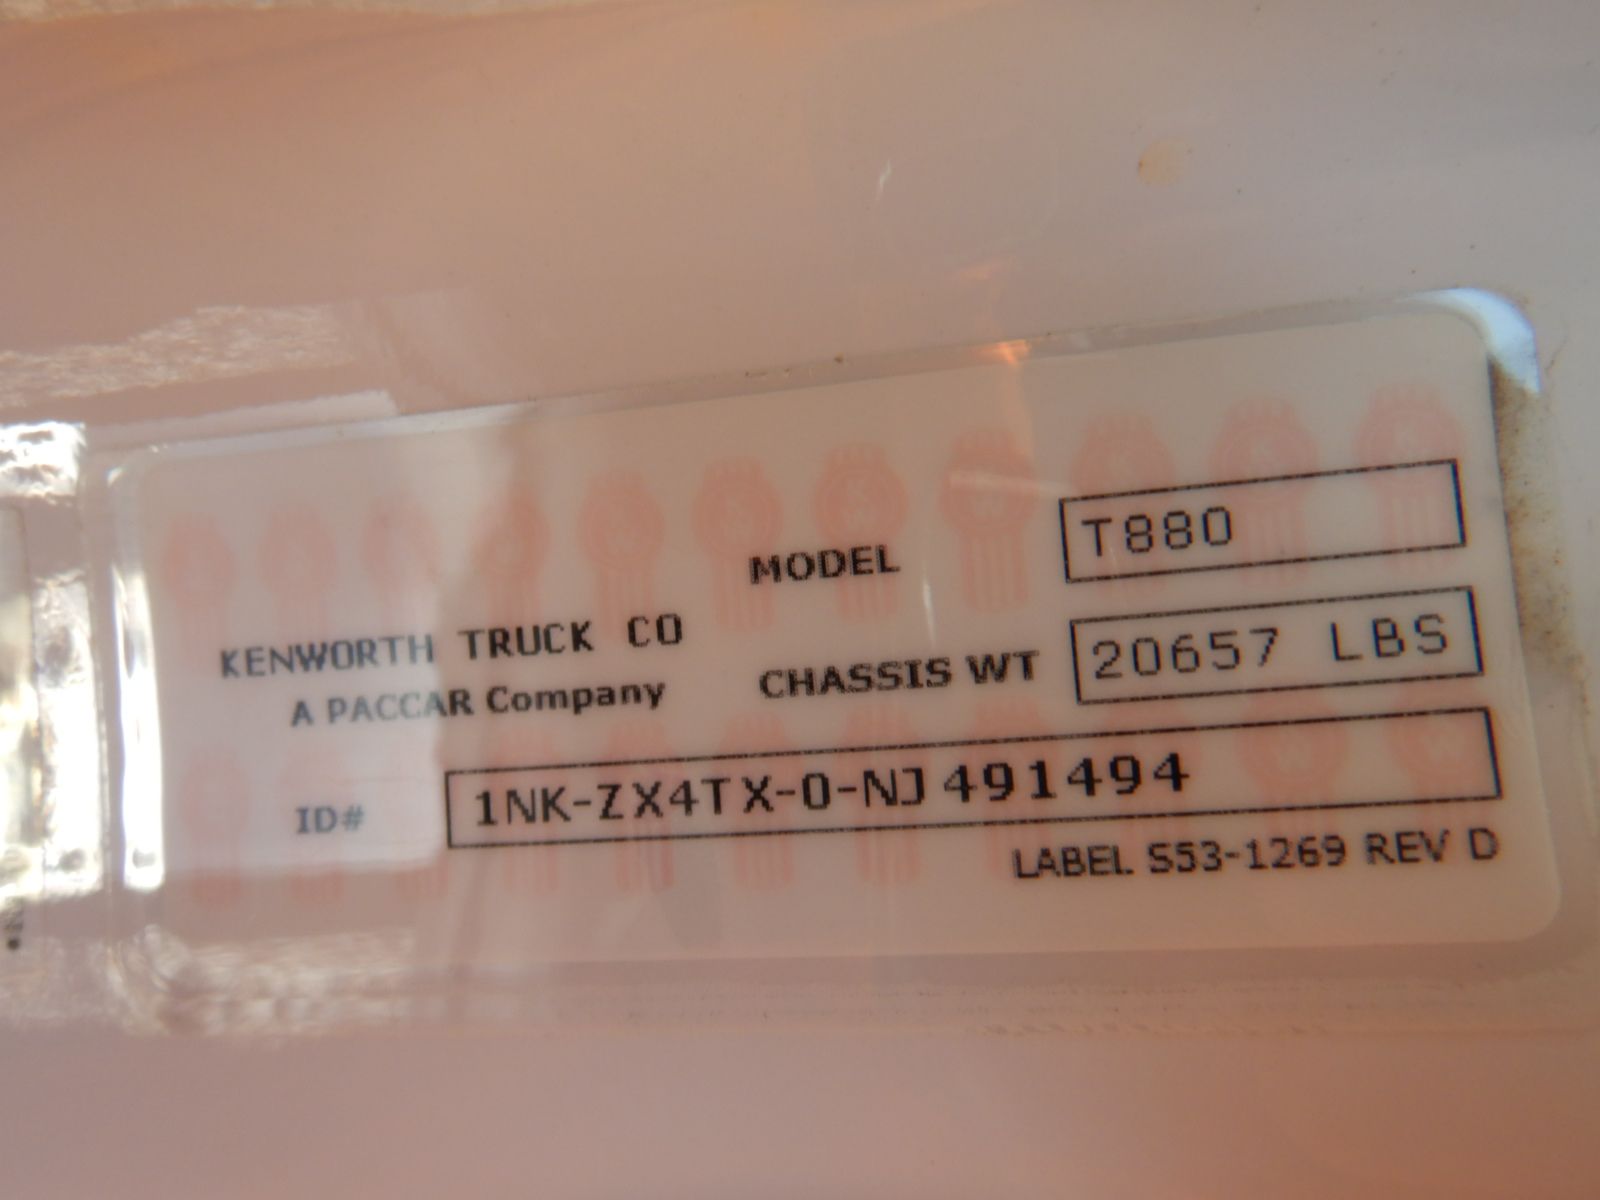 MODEL T880
KENWORTH TRUCK CO
CHASSIS WT 20657 LBS
A PACCAR Company
ID# 1NK-ZX4TX-0-NJ491494
LABEL S53-1269 REV D